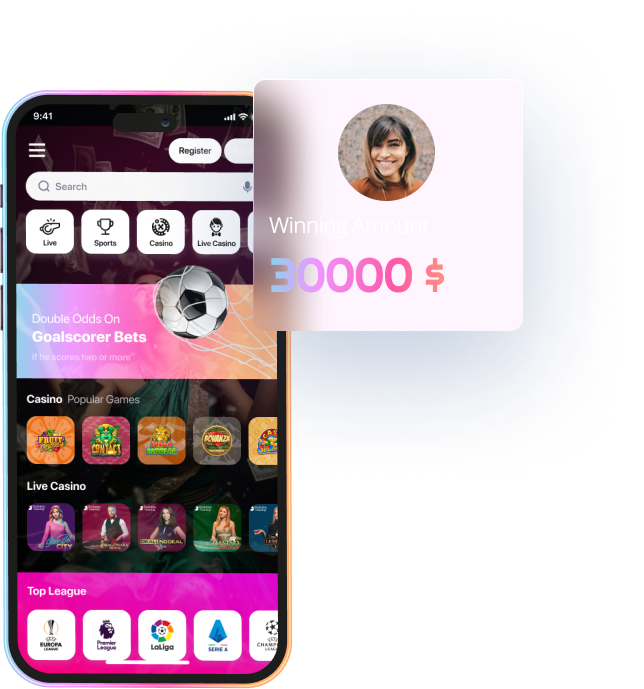 9:41
Register
Search
Live
Sports
Casino
Live Casino
Winning Amount
30000 $
Double Odds On
Goalscorer Bets
if he scores two or more"
Casino Popular Games
FRUIT
CONTACT
BONANZA
Live Casino
CITY
DEAL NO DEAL
Top League
EUROPA
LEAGUE
Premier
League
LaLiga
SERIE A